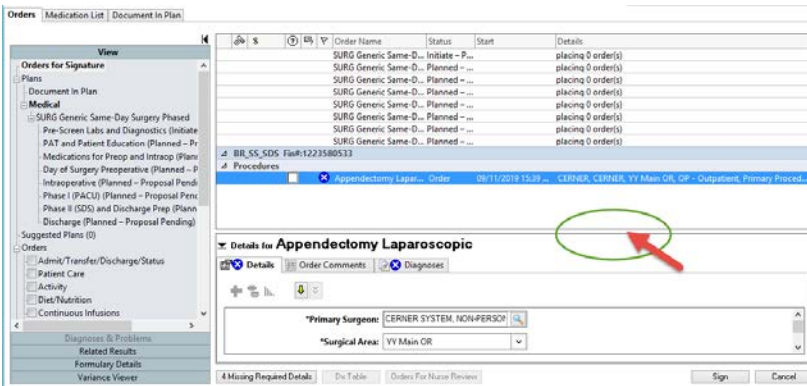 Orders Medication List Document In Plan
View
Orders for Signature
Plans
Document In Plan
Medical
SURG Generic Same-Day Surgery Phased
Pre-Screen Labs and Diagnostics (Initiate
PAT and Patient Education (Planned – Pr
Medications for Preop and Intraop (Plann
Day of Surgery Preoperative (Planned – P
Intraoperative (Planned – Proposal Pendi
Phase I (PACU) (Planned – Proposal Penc
Phase II (SDS) and Discharge Prep (Plann
Discharge (Planned – Proposal Pending)
Suggested Plans (0)
Orders
Admit/Transfer/Discharge/Status
Patient Care
Activity
Diet/Nutrition
Continuous Infusions
Diagnoses & Problems
Related Results
Formulary Details
Variance Viewer
$ Order Name Status Start Details
SURG Generic Same-D... Initiate – P... placing 0 order(s)
SURG Generic Same-D... Planned – ... placing 0 order(s)
SURG Generic Same-D... Planned – ... placing 0 order(s)
SURG Generic Same-D... Planned – ... placing 0 order(s)
SURG Generic Same-D... Planned – ... placing 0 order(s)
SURG Generic Same-D... Planned – ... placing 0 order(s)
SURG Generic Same-D... Planned – ... placing 0 order(s)
SURG Generic Same-D... Planned – ... placing 0 order(s)
BR_SS_SDS Fin#:1223580533
Procedures
Appendectomy Lapar... Order 09/11/2019 15:39 ... CERNER, CERNER, YY Main OR, OP - Outpatient, Primary Proced...
Details for Appendectomy Laparoscopic
Details Order Comments Diagnoses
*Primary Surgeon: CERNER SYSTEM, NON-PERSON
*Surgical Area: YY Main OR
4 Missing Required Details Dx Table Orders For Nurse Review Sign Cancel